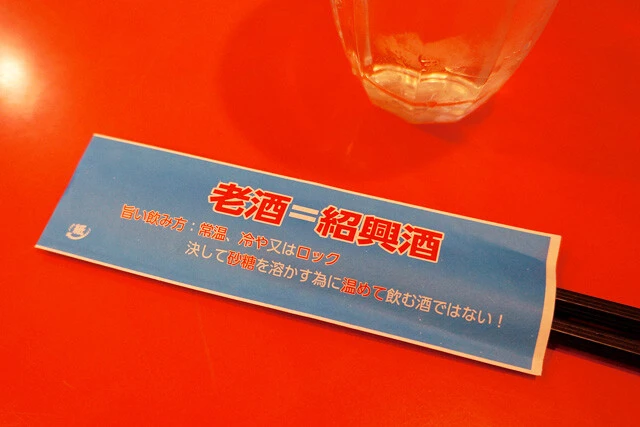 老酒=紹興酒
旨い飲み方：常温、冷や又はロック
決して砂糖を溶かす為に温めて飲む酒ではない！
紙